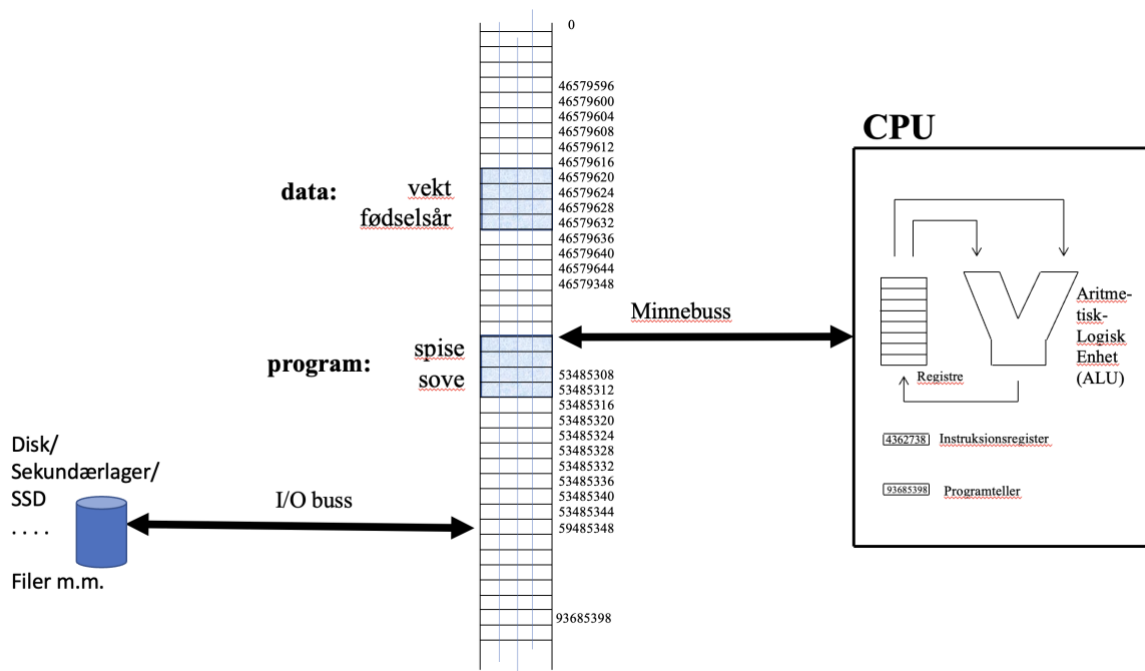 0
46579596
46579600
46579604
46579608
46579612
46579616
46579620
46579624
46579628
46579632
46579636
46579640
46579644
46579348
data:
vekt
fødselsår
program:
spise
sove
53485308
53485312
53485316
53485320
53485324
53485328
53485332
53485336
53485340
53485344
59485348
93685398
Minnebuss
CPU
Aritme-
tisk-
Logisk
Enhet
(ALU)
Registre
4362738 Instruksjonsregister
93685398 Programteller
Disk/
Sekundærlager/
SSD
. . . .
Filer m.m.
I/O buss